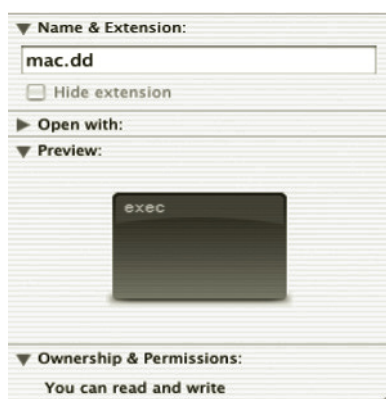 Name & Extension:
mac.dd
Hide extension
Open with:
Preview:
exec
Ownership & Permissions:
You can read and write